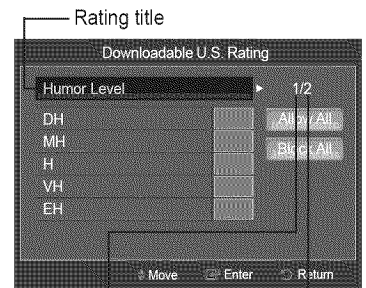 Rating title
Downloadable U.S. Rating
Humor Level ► 1/2
DH
Allow All
MH
Block All
H
VH
EH
Move Enter Return